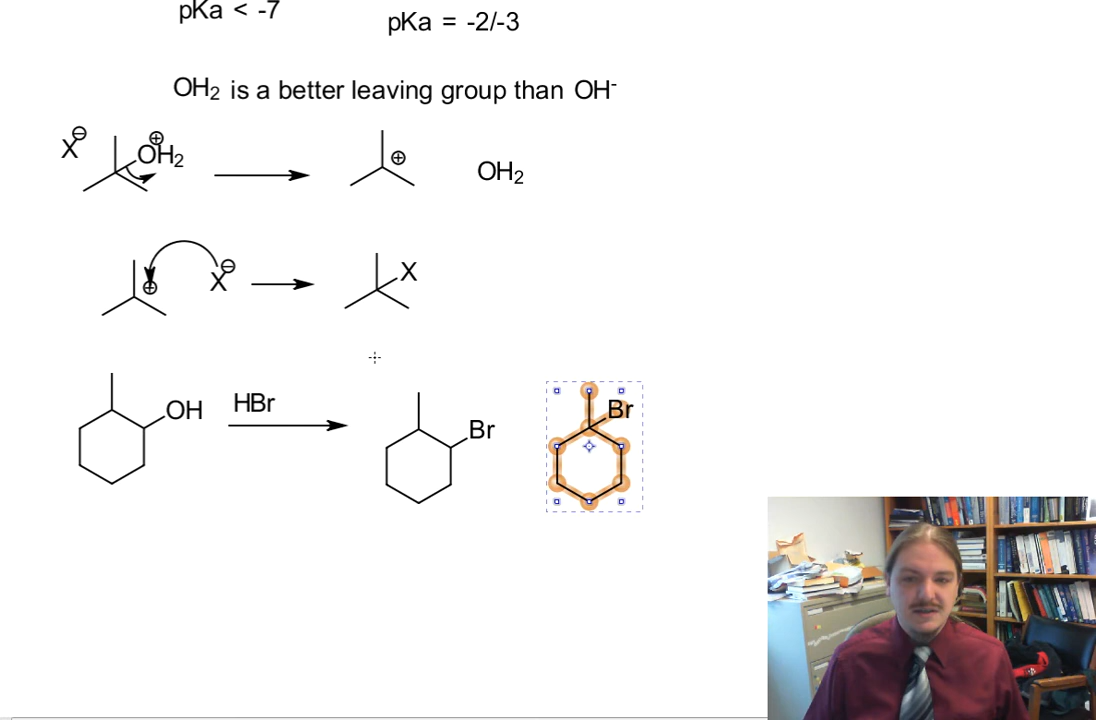 pKa < -7
pKa = -2/-3
OH₂ is a better leaving group than OH⁻
X⊖ ⊕OH₂ ⊕ OH₂
⊕ X⊖ X
OH HBr Br Br